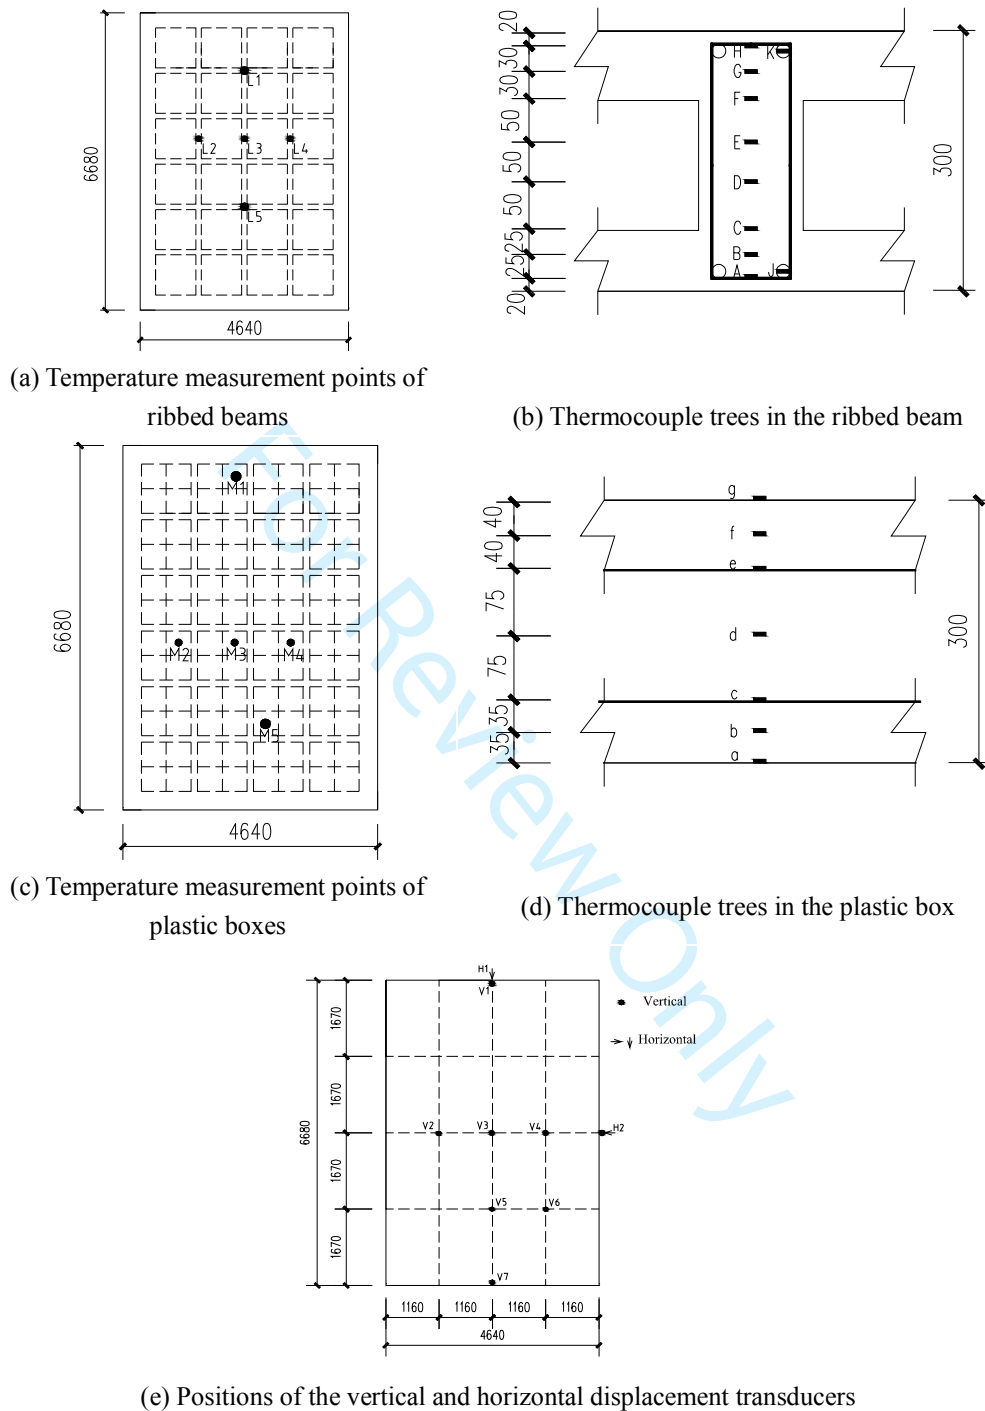 6680
L1
L2 L3 L4
L5
4640
(a) Temperature measurement points of
ribbed beams
20
30
30
50
50
50
25
25
20
H K
G
F
E
D
C
B
A J
300
(b) Thermocouple trees in the ribbed beam
6680
M1
M2 M3 M4
M5
4640
(c) Temperature measurement points of
plastic boxes
40
40
75
75
35
35
g
f
e
d
c
b
a
300
(d) Thermocouple trees in the plastic box
For Review Only
H1
V1
V2 V3 V4 H2
V5 V6
V7
6680
1670
1670
1670
1670
1160 1160 1160 1160
4640
Vertical
Horizontal
(e) Positions of the vertical and horizontal displacement transducers